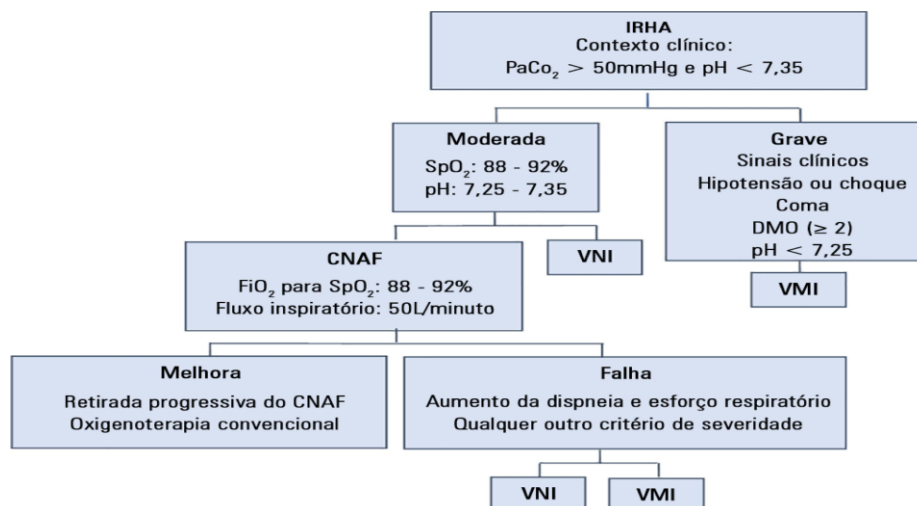 IRHA
Contexto clínico:
PaCo₂ > 50mmHg e pH < 7,35
Moderada
SpO₂: 88 - 92%
pH: 7,25 - 7,35
Grave
Sinais clínicos
Hipotensão ou choque
Coma
DMO (≥ 2)
pH < 7,25
CNAF
FiO₂ para SpO₂: 88 - 92%
Fluxo inspiratório: 50L/minuto
VNI
VMI
Melhora
Retirada progressiva do CNAF
Oxigenoterapia convencional
Falha
Aumento da dispneia e esforço respiratório
Qualquer outro critério de severidade
VNI
VMI